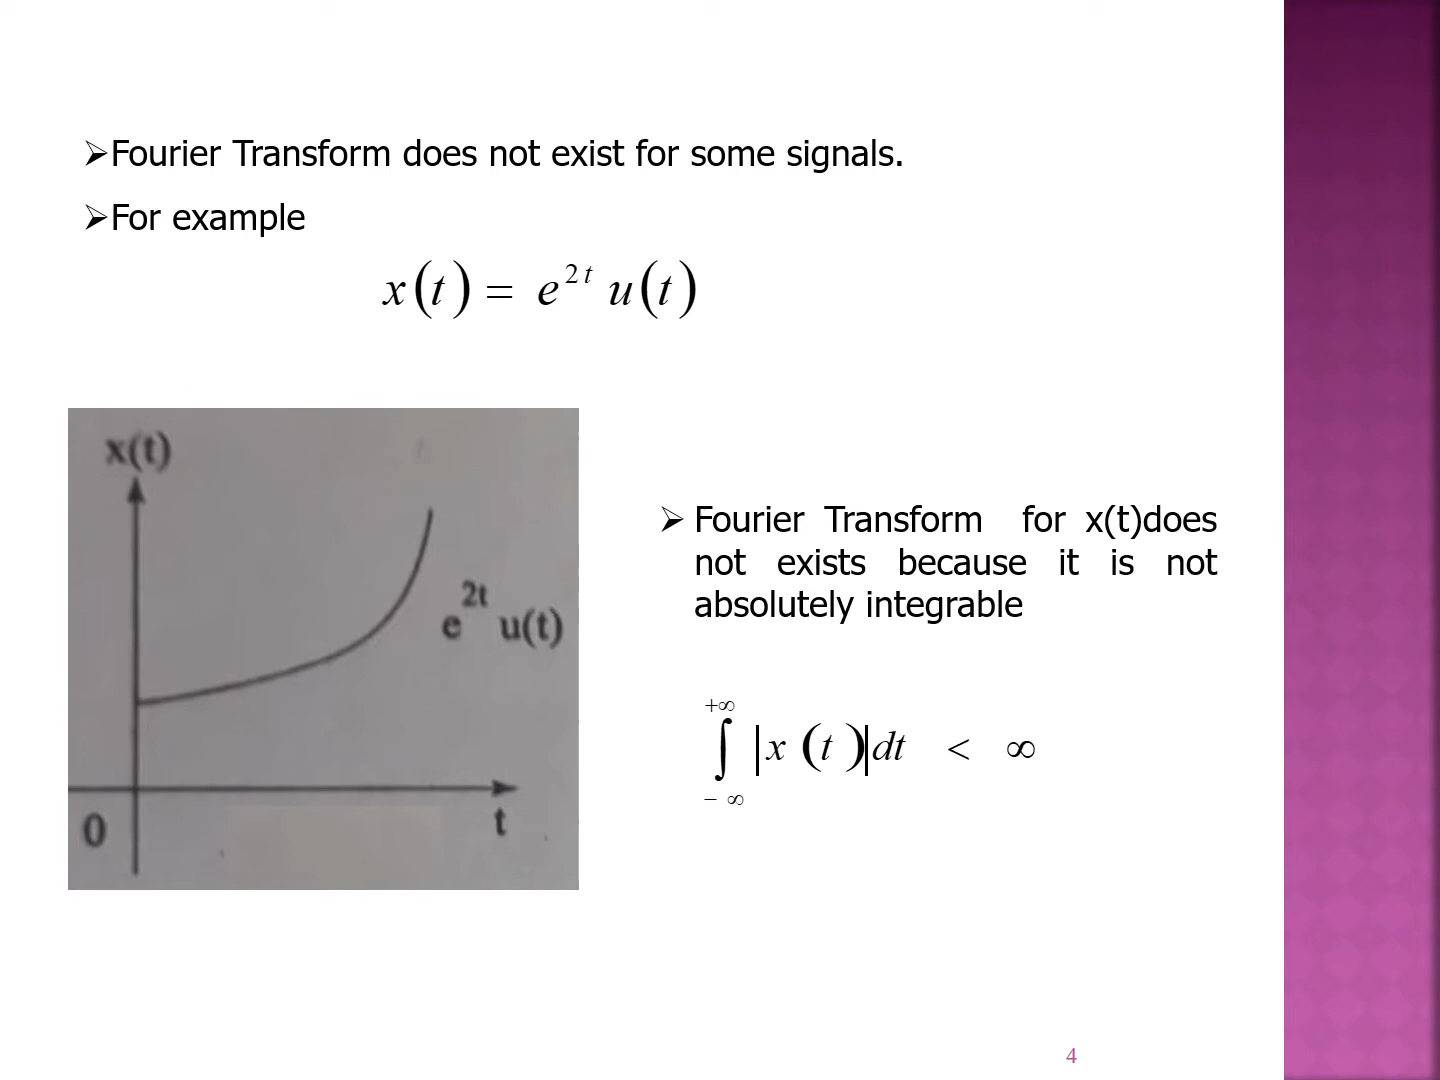 ➢Fourier Transform does not exist for some signals.
➢For example
x(t) = e^{2t} u(t)
x(t)
e^{2t} u(t)
0
t
➢ Fourier Transform for x(t)does
not exists because it is not
absolutely integrable
∫_{-∞}^{+∞} |x(t)|dt < ∞
4